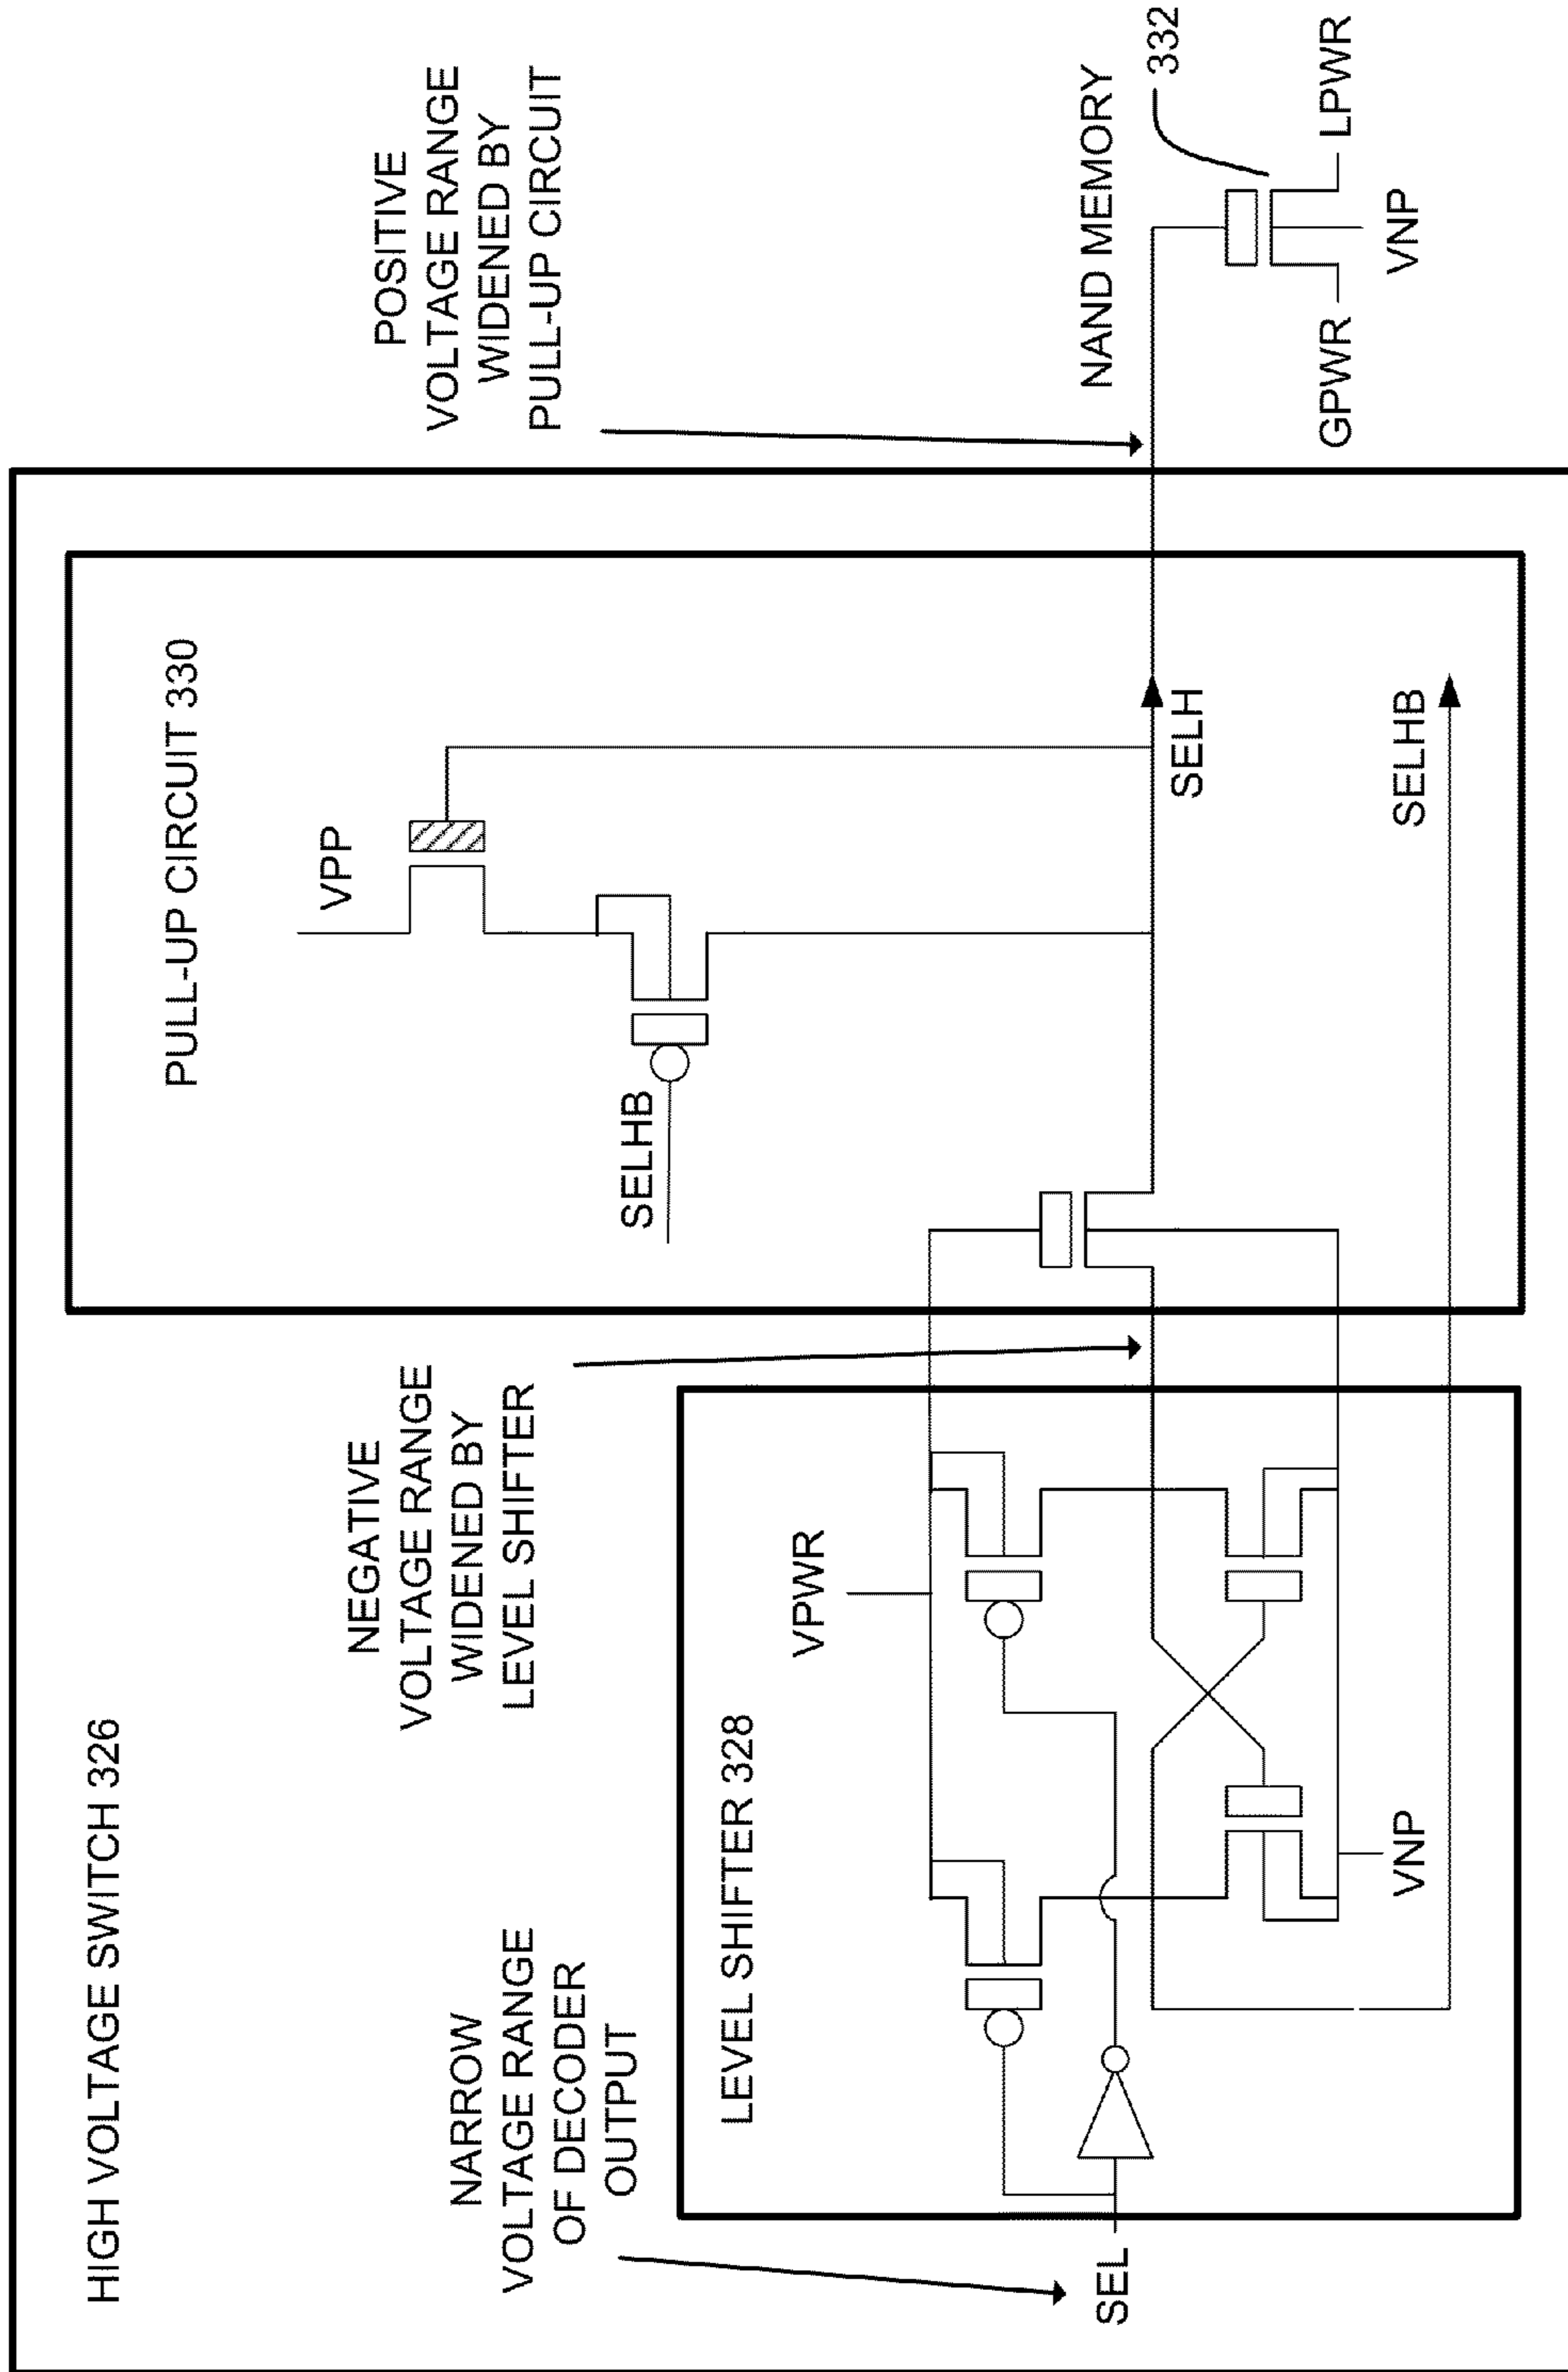 HIGH VOLTAGE SWITCH 326
NARROW
VOLTAGE RANGE
OF DECODER
OUTPUT
NEGATIVE
VOLTAGE RANGE
WIDENED BY
LEVEL SHIFTER
POSITIVE
VOLTAGE RANGE
WIDENED BY
PULL-UP CIRCUIT
LEVEL SHIFTER 328
VPWR
SEL
VNP
PULL-UP CIRCUIT 330
VPP
SELHB
SELH
SELHB
NAND MEMORY
332
GPWR
LPWR
VNP